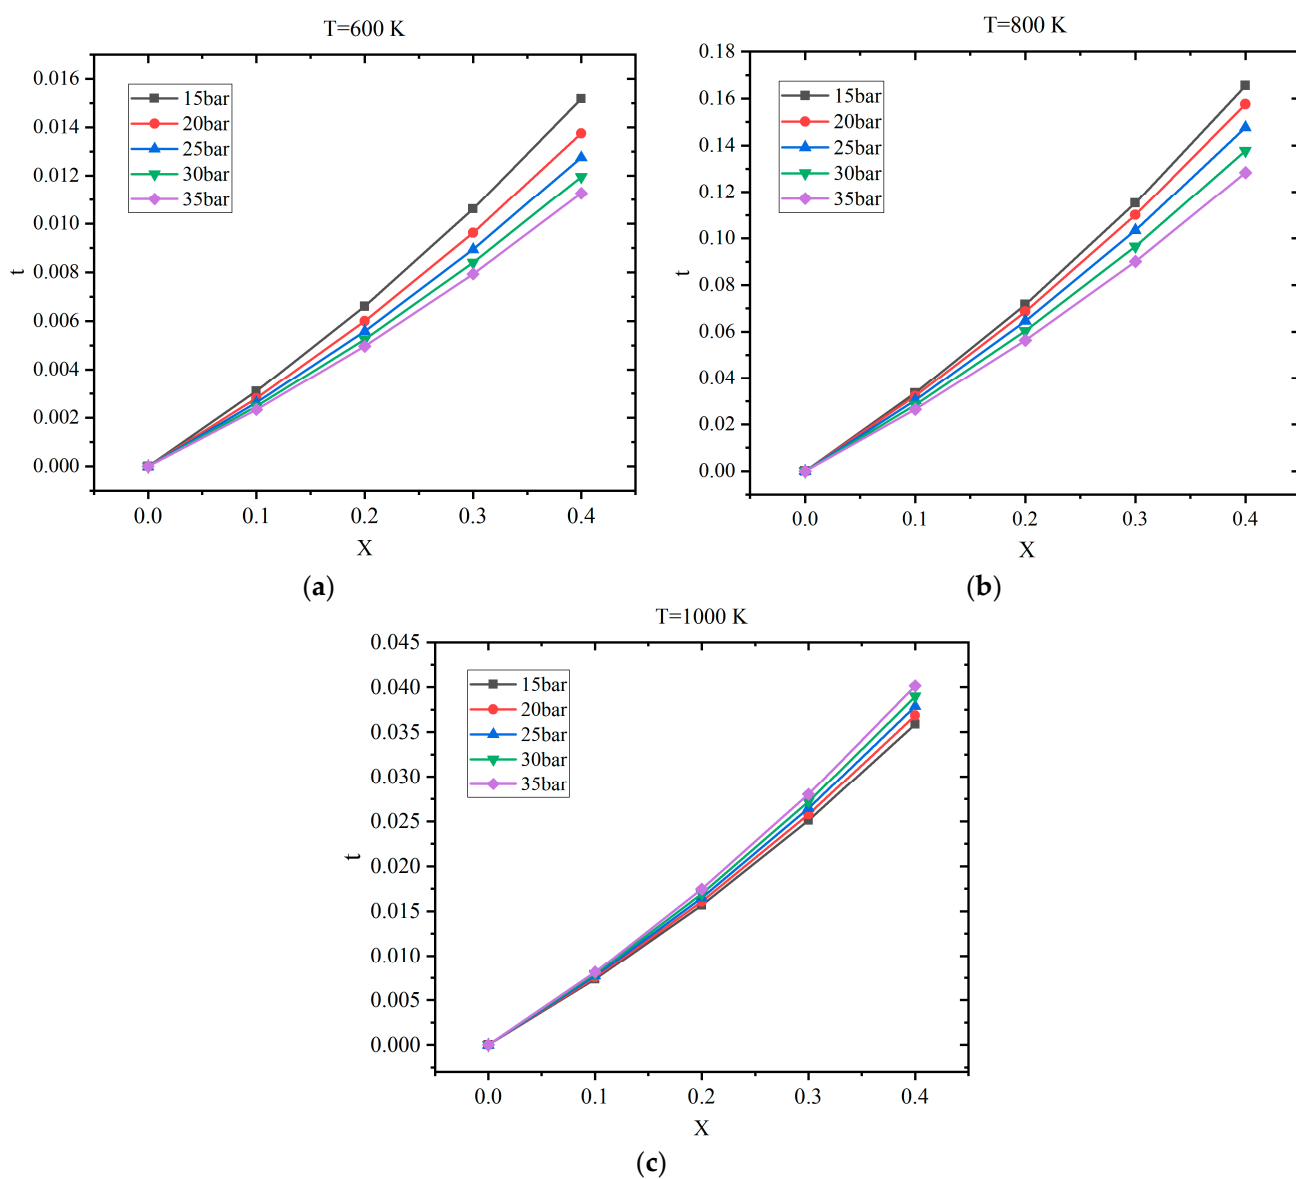 T=600 K
0.016
0.014
0.012
0.010
0.008
0.006
0.004
0.002
0.000
t
15bar
20bar
25bar
30bar
35bar
0.0 0.1 0.2 0.3 0.4
X
(a)
T=800 K
0.18
0.16
0.14
0.12
0.10
0.08
0.06
0.04
0.02
0.00
t
15bar
20bar
25bar
30bar
35bar
0.0 0.1 0.2 0.3 0.4
X
(b)
T=1000 K
0.045
0.040
0.035
0.030
0.025
0.020
0.015
0.010
0.005
0.000
t
15bar
20bar
25bar
30bar
35bar
0.0 0.1 0.2 0.3 0.4
X
(c)